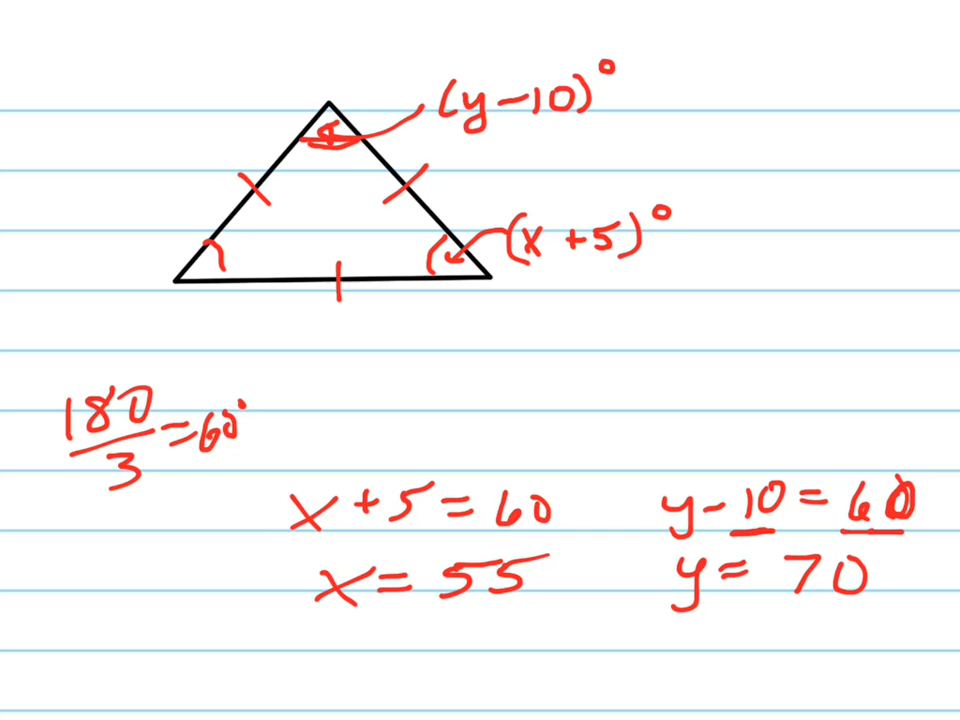 (y-10)°
(x+5)°
180/3=60°
x+5=60
y-10=60
x=55
y=70